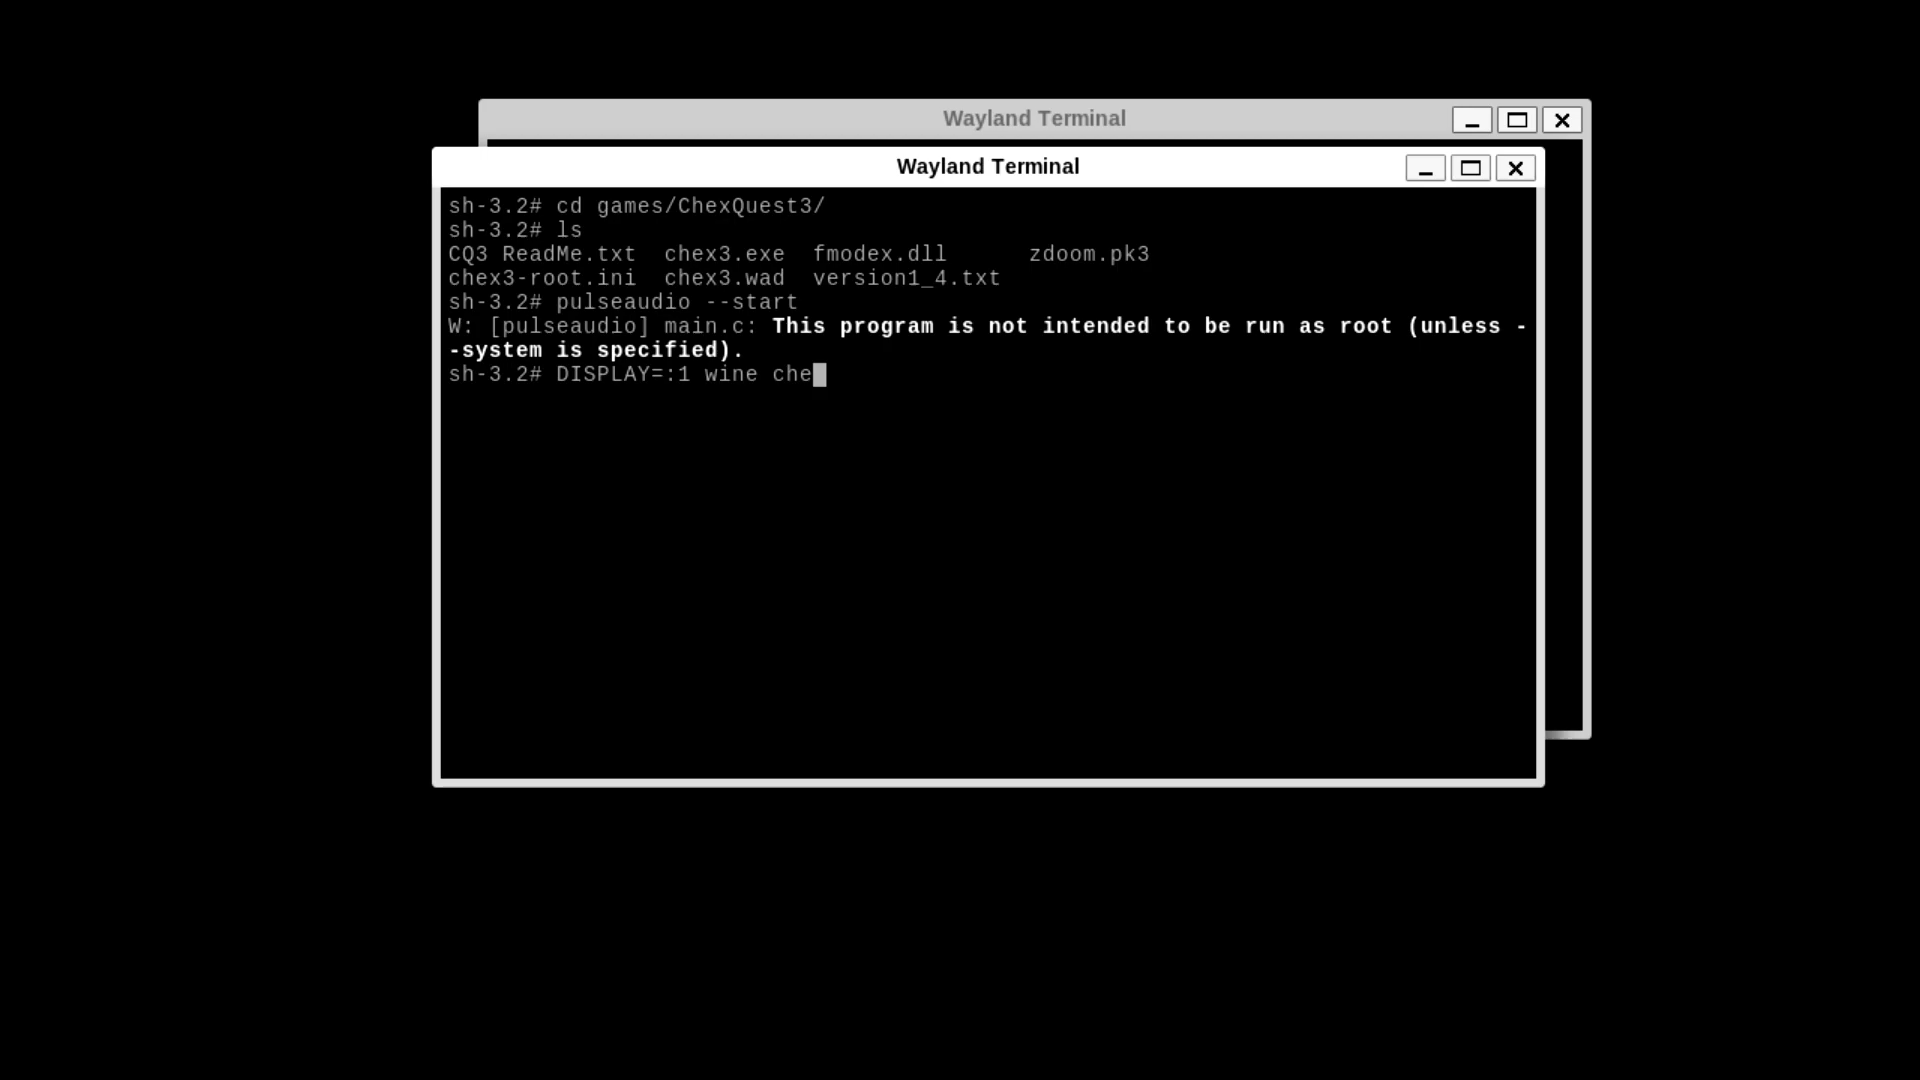 Wayland Terminal
Wayland Terminal
sh-3.2# cd games/ChexQuest3/
sh-3.2# ls
CQ3 ReadMe.txt  chex3.exe  fmodex.dll      zdoom.pk3
chex3-root.ini  chex3.wad  version1_4.txt
sh-3.2# pulseaudio --start
W: [pulseaudio] main.c: This program is not intended to be run as root (unless -
-system is specified).
sh-3.2# DISPLAY=:1 wine che